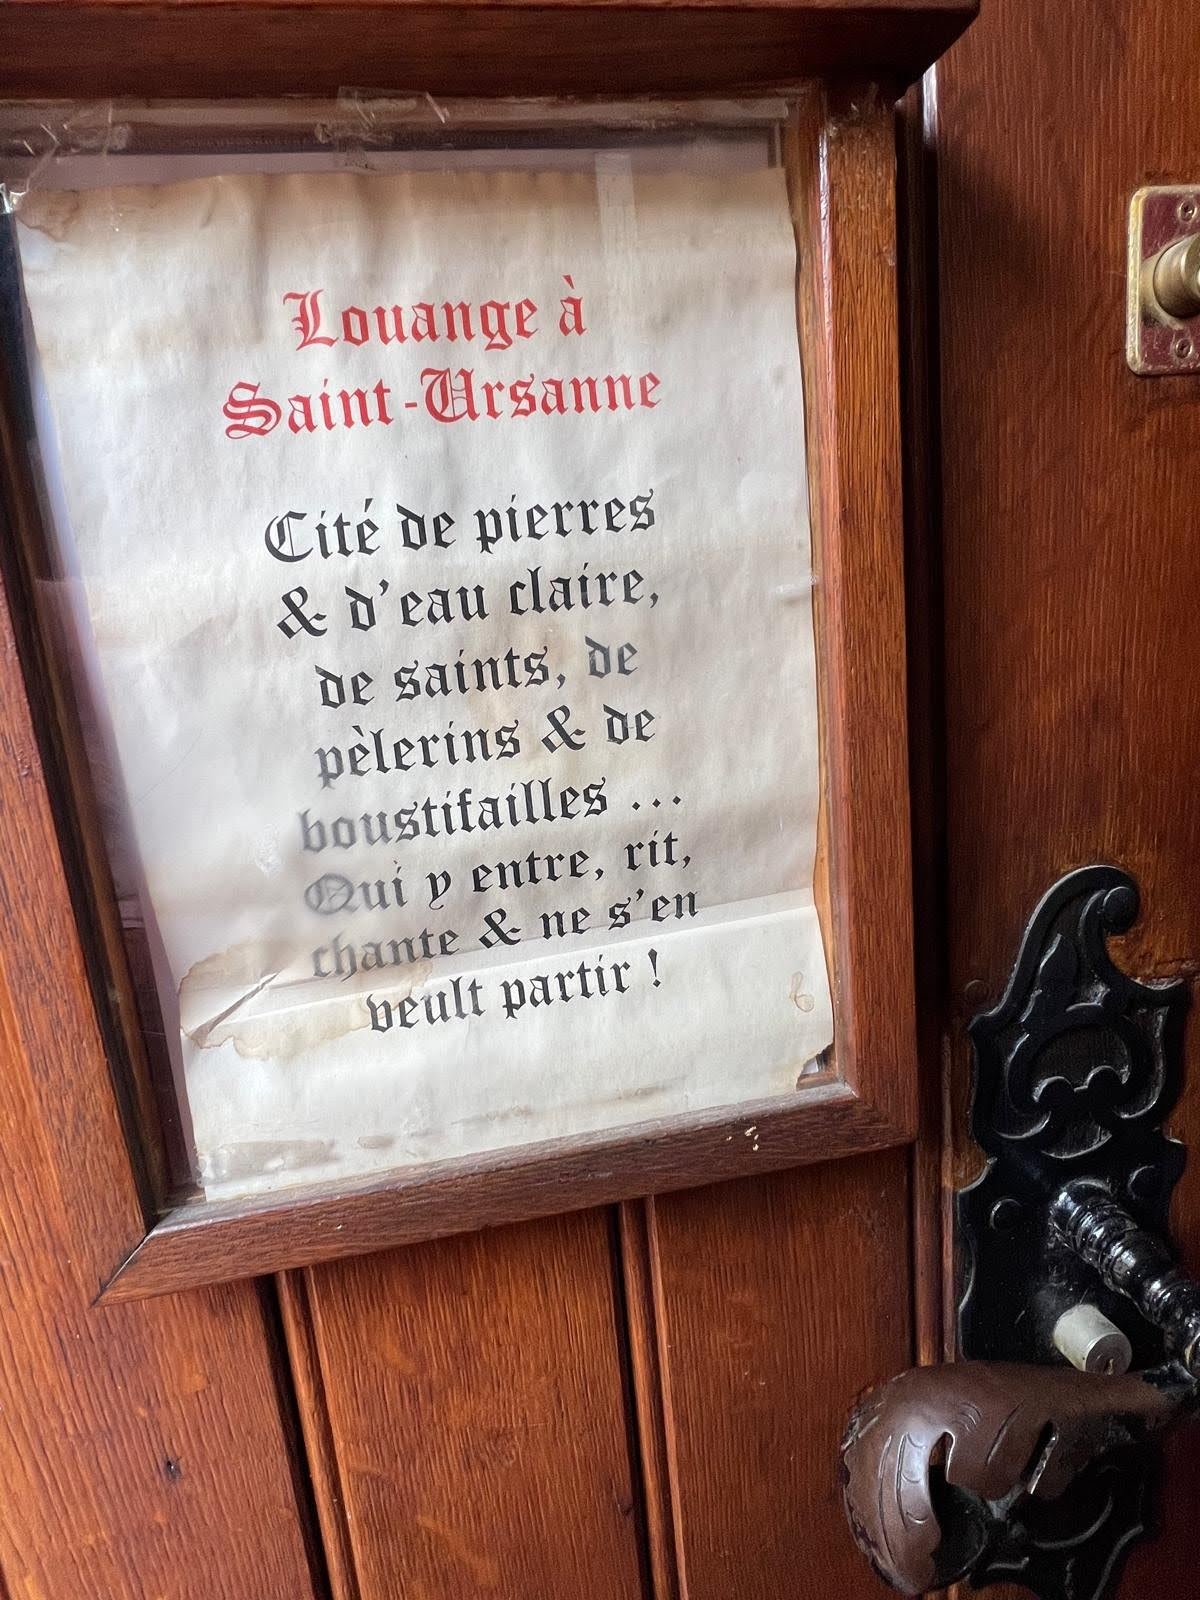 Louange à
Saint-Ursanne
Cité de pierres
& d'eau claire,
de saints, de
pèlerins & de
boustifailles ...
Qui y entre, rit,
chante & ne s'en
veult partir !